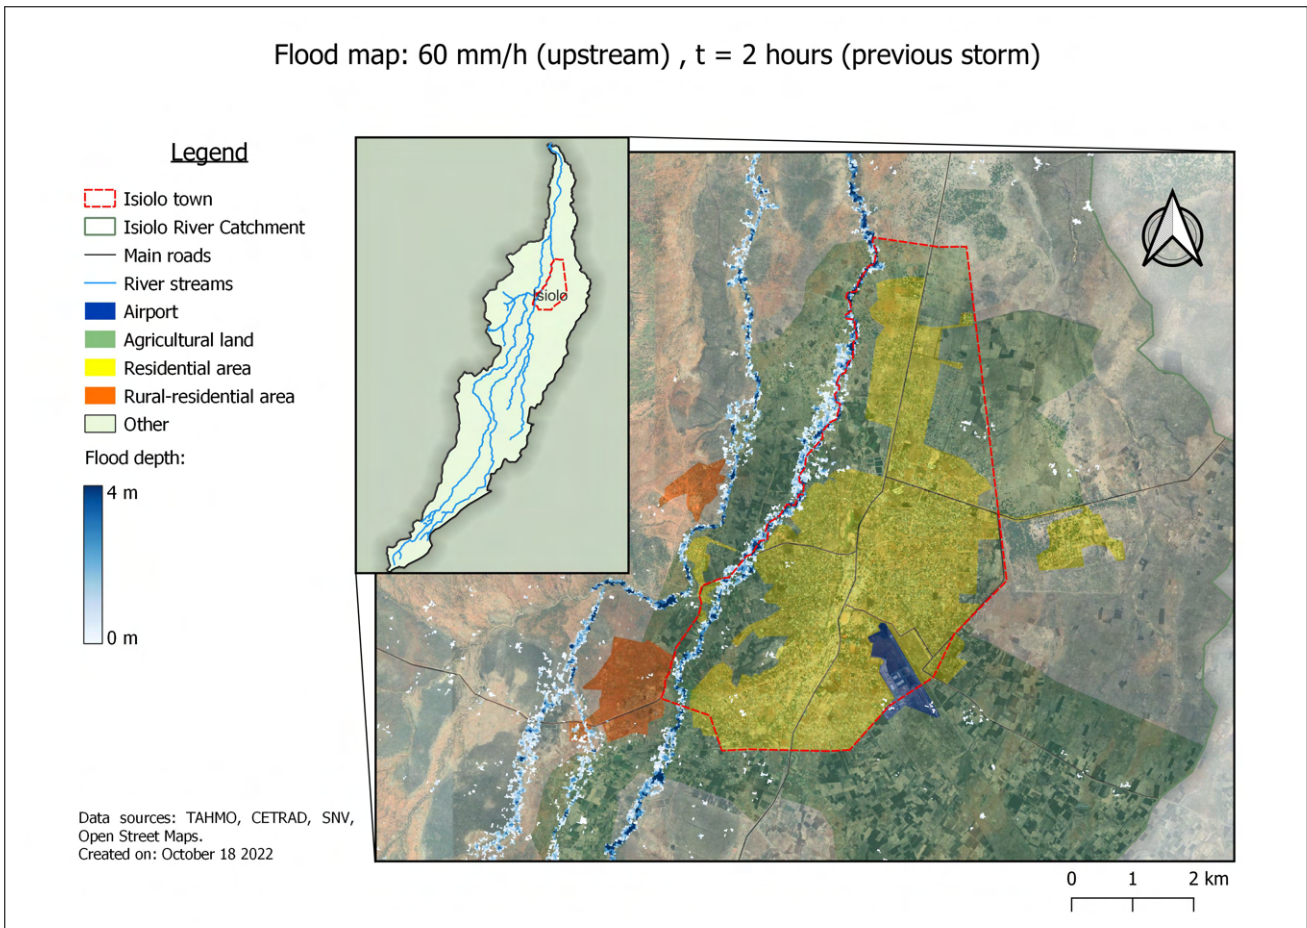 Flood map: 60 mm/h (upstream) , t = 2 hours (previous storm)
Legend
Isiolo town
Isiolo River Catchment
Main roads
River streams
Airport
Agricultural land
Residential area
Rural-residential area
Other
Flood depth:
4 m
0 m
Isiolo
Data sources: TAHMO, CETRAD, SNV,
Open Street Maps.
Created on: October 18 2022
0 1 2 km